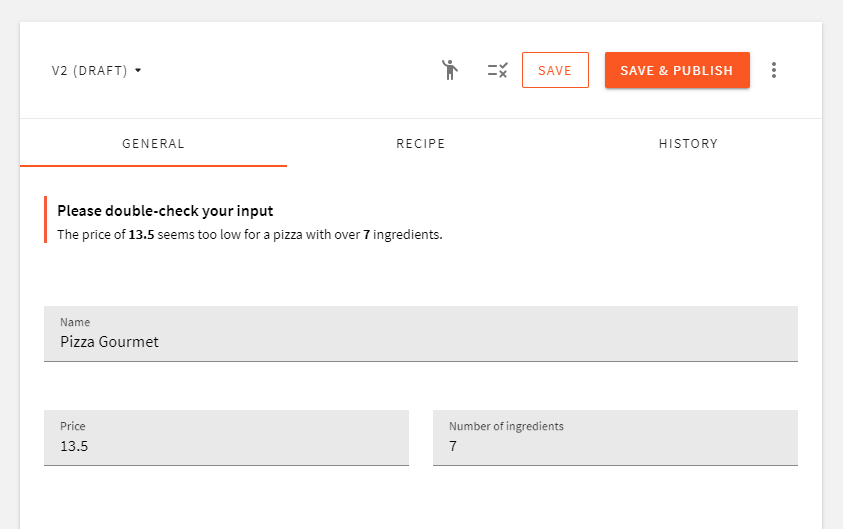 V2 (DRAFT)
SAVE
SAVE & PUBLISH
GENERAL
RECIPE
HISTORY
Please double-check your input
The price of 13.5 seems too low for a pizza with over 7 ingredients.
Name
Pizza Gourmet
Price
13.5
Number of ingredients
7